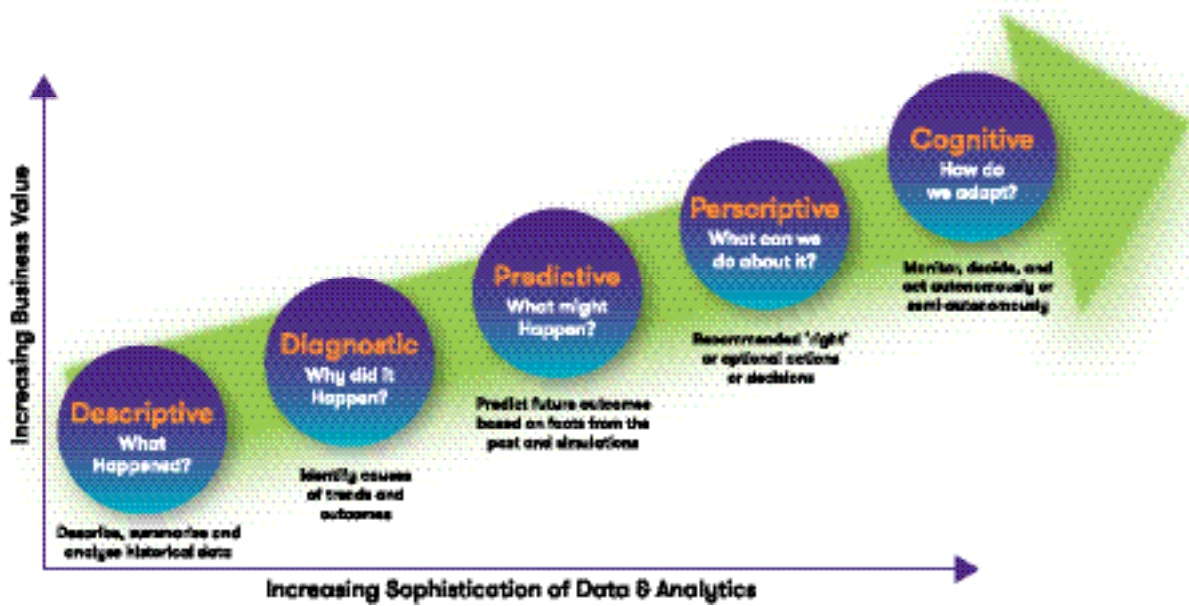 Increasing Business Value
Descriptive
What
Happened?
Describe, summarise and
analyse historical data
Diagnostic
Why did it
Happen?
Identify causes
of trends and
outcomes
Predictive
What might
Happen?
Predict future outcomes
based on facts from the
past and simulations
Perscriptive
What can we
do about it?
Recommended 'right'
or optional actions
or decisions
Cognitive
How do
we adapt?
Monitor, decide, and
act autonomously or
semi-autonomously
Increasing Sophistication of Data & Analytics